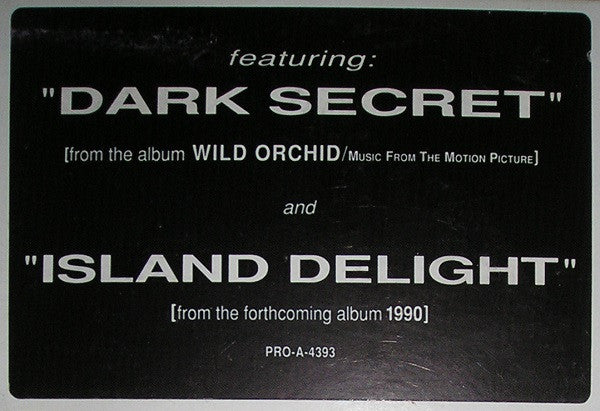 featuring:
"DARK SECRET"
[from the album WILD ORCHID/MUSIC FROM THE MOTION PICTURE]
and
"ISLAND DELIGHT"
[from the forthcoming album 1990]
PRO-A-4393